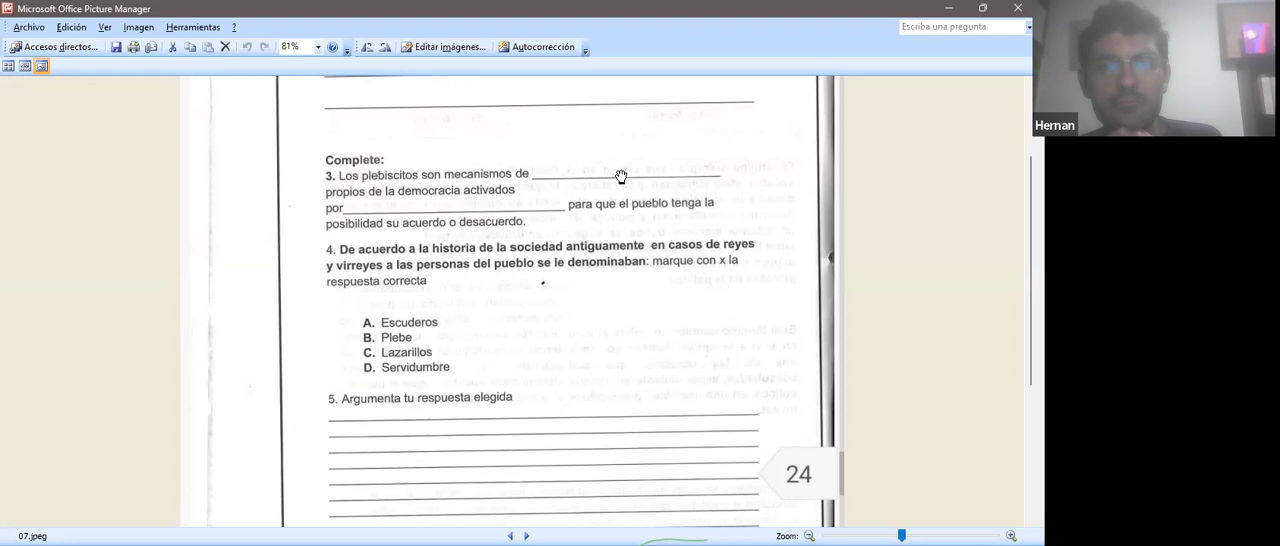 Microsoft Office Picture Manager
Archivo Edición Ver Imagen Herramientas ?
Escriba una pregunta
Accesos directos... 81% Editar imágenes... Autocorrección
Hernan
Complete:
3. Los plebiscitos son mecanismos de
propios de la democracia activados
por para que el pueblo tenga la
posibilidad su acuerdo o desacuerdo.
4. De acuerdo a la historia de la sociedad antiguamente en casos de reyes
y virreyes a las personas del pueblo se le denominaban: marque con x la
respuesta correcta
A. Escuderos
B. Plebe
C. Lazarillos
D. Servidumbre
5. Argumenta tu respuesta elegida
24
07.jpeg
Zoom: